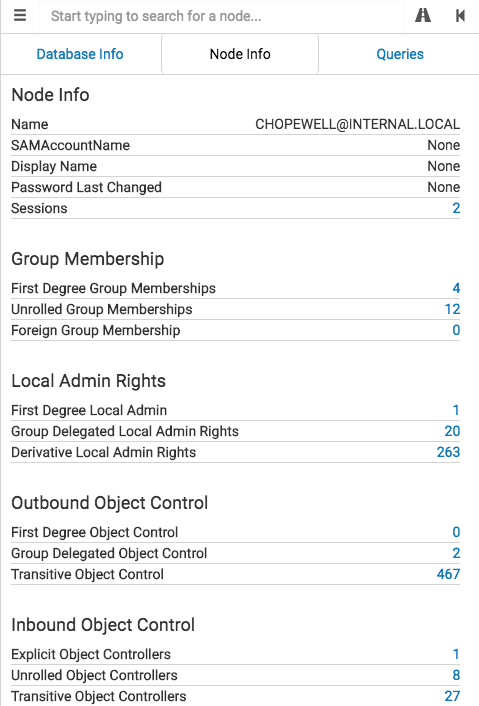 Start typing to search for a node...
Database Info Node Info Queries
Node Info
Name CHOPEWELL@INTERNAL.LOCAL
SAMAccountName None
Display Name None
Password Last Changed None
Sessions 2
Group Membership
First Degree Group Memberships 4
Unrolled Group Memberships 12
Foreign Group Membership 0
Local Admin Rights
First Degree Local Admin 1
Group Delegated Local Admin Rights 20
Derivative Local Admin Rights 263
Outbound Object Control
First Degree Object Control 0
Group Delegated Object Control 2
Transitive Object Control 467
Inbound Object Control
Explicit Object Controllers 1
Unrolled Object Controllers 8
Transitive Object Controllers 27